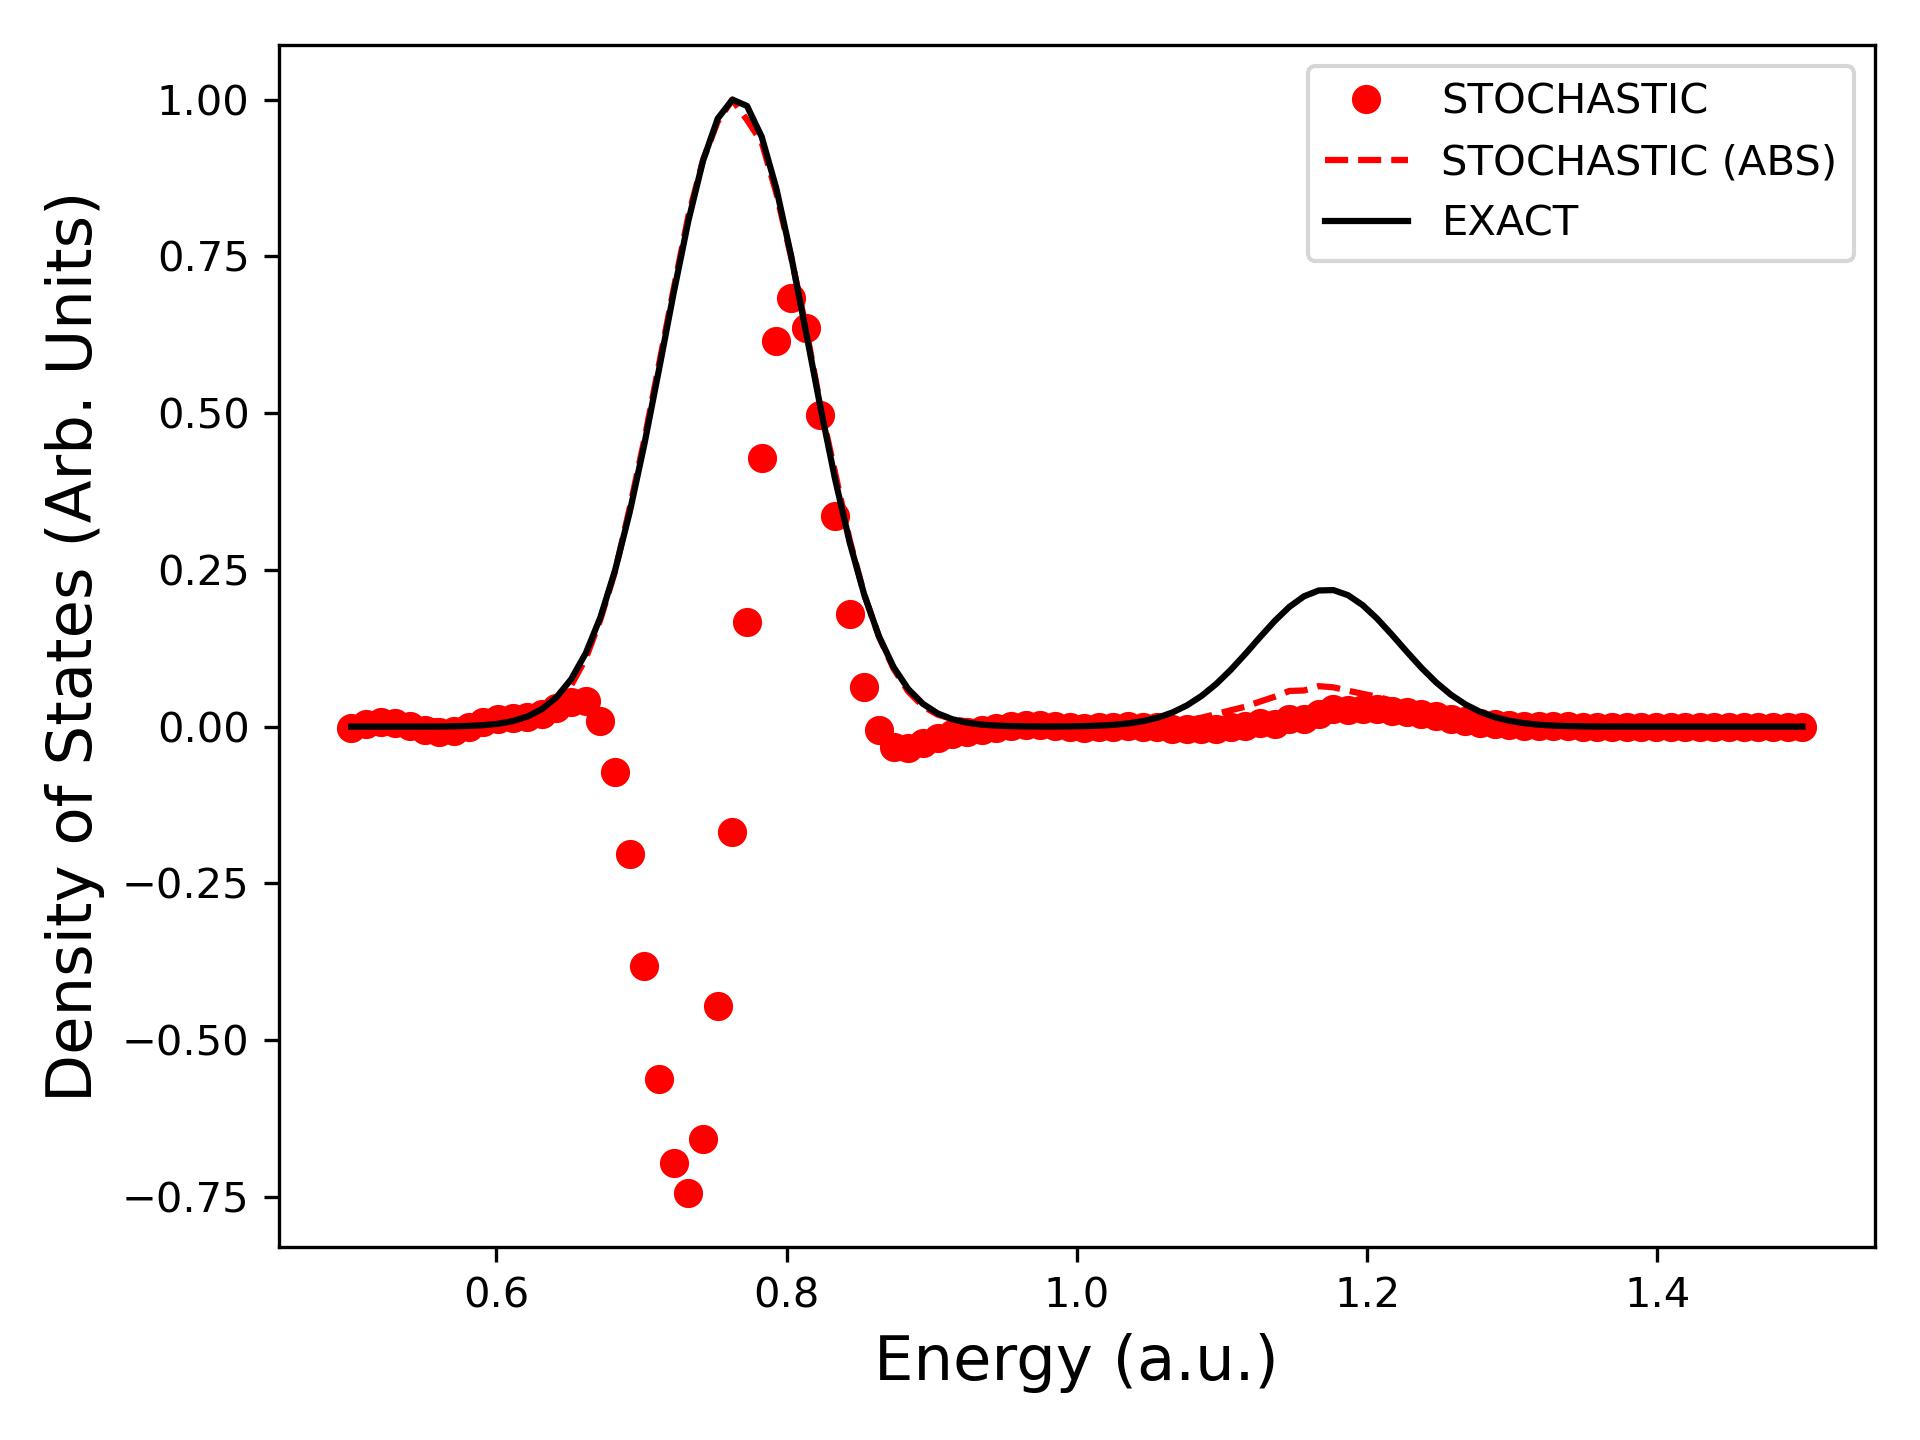 STOCHASTIC
STOCHASTIC (ABS)
EXACT
Density of States (Arb. Units)
1.00
0.75
0.50
0.25
0.00
−0.25
−0.50
−0.75
0.6 0.8 1.0 1.2 1.4
Energy (a.u.)